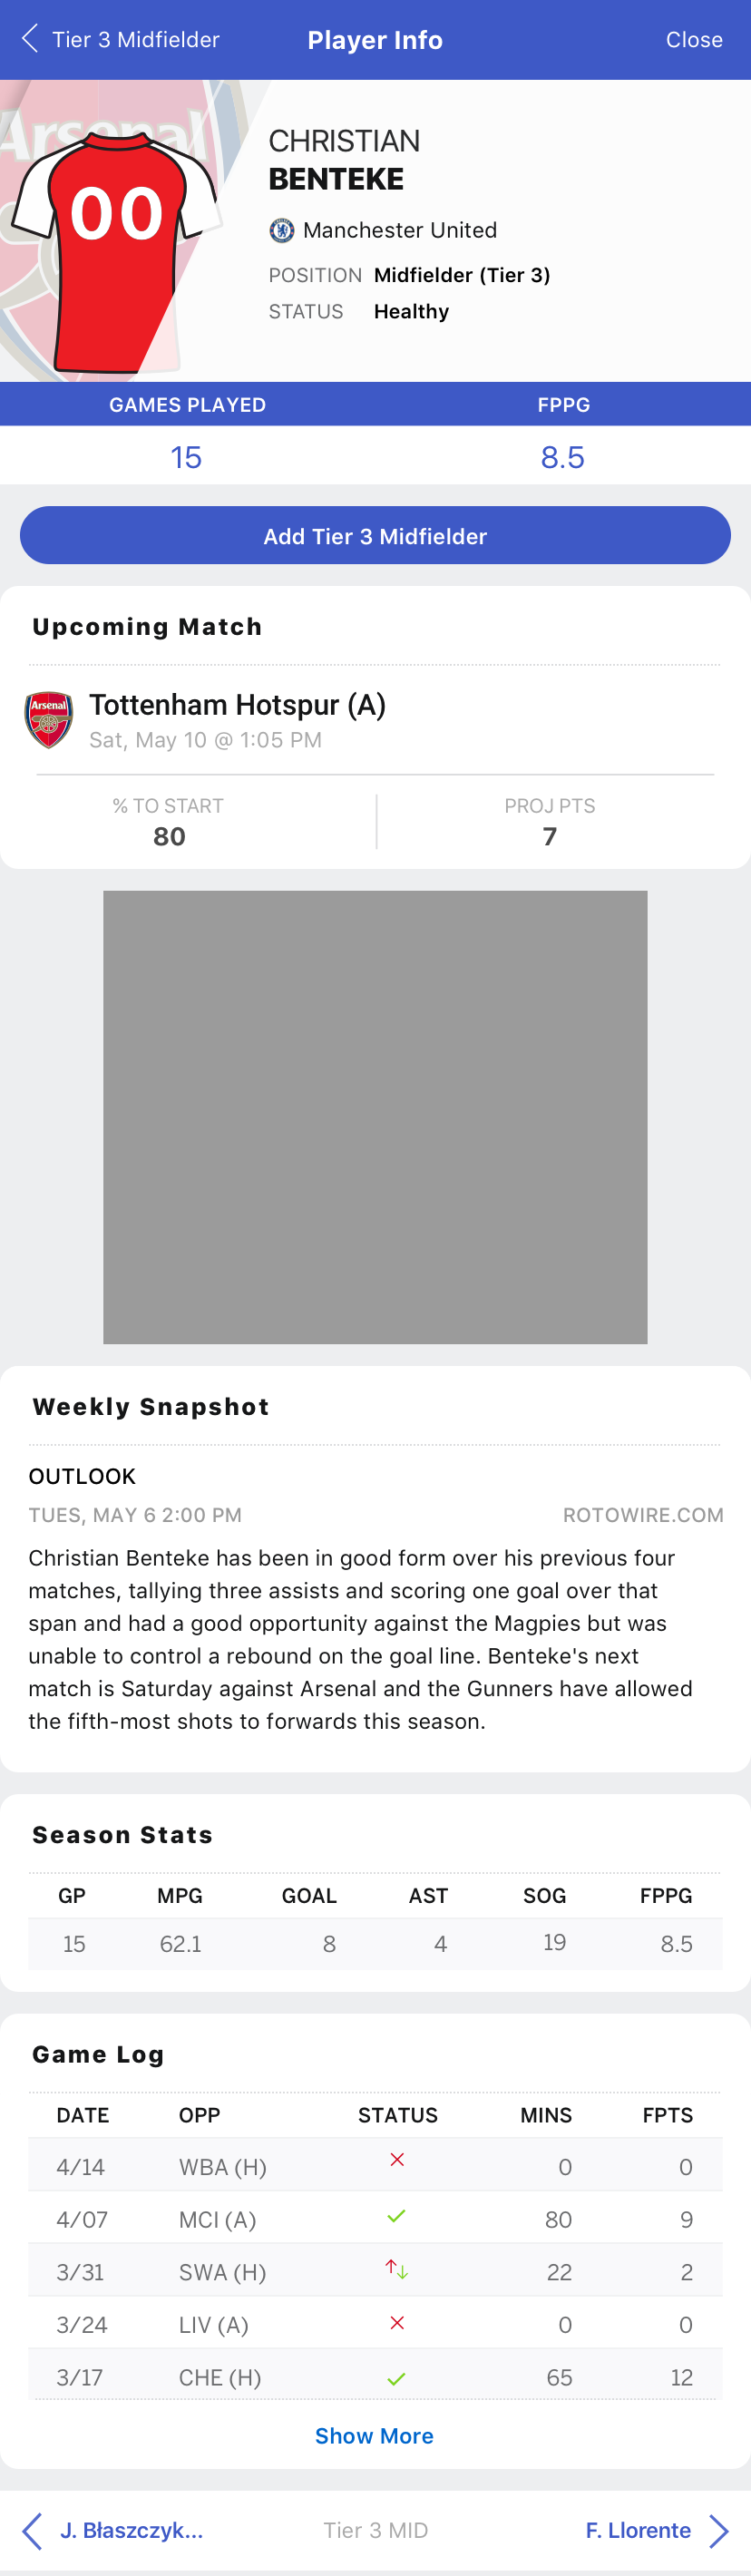 Tier 3 Midfielder Player Info Close
Arsenal
00
CHRISTIAN
BENTEKE
Manchester United
POSITION Midfielder (Tier 3)
STATUS Healthy
GAMES PLAYED FPPG
15 8.5
Add Tier 3 Midfielder
Upcoming Match
Arsenal
Tottenham Hotspur (A)
Sat, May 10 @ 1:05 PM
% TO START PROJ PTS
80 7
Weekly Snapshot
OUTLOOK
TUES, MAY 6 2:00 PM ROTOWIRE.COM
Christian Benteke has been in good form over his previous four
matches, tallying three assists and scoring one goal over that
span and had a good opportunity against the Magpies but was
unable to control a rebound on the goal line. Benteke's next
match is Saturday against Arsenal and the Gunners have allowed
the fifth-most shots to forwards this season.
Season Stats
GP MPG GOAL AST SOG FPPG
15 62.1 8 4 19 8.5
Game Log
DATE OPP STATUS MINS FPTS
4/14 WBA (H) 0 0
4/07 MCI (A) 80 9
3/31 SWA (H) 22 2
3/24 LIV (A) 0 0
3/17 CHE (H) 65 12
Show More
J. Błaszczyk... Tier 3 MID F. Llorente